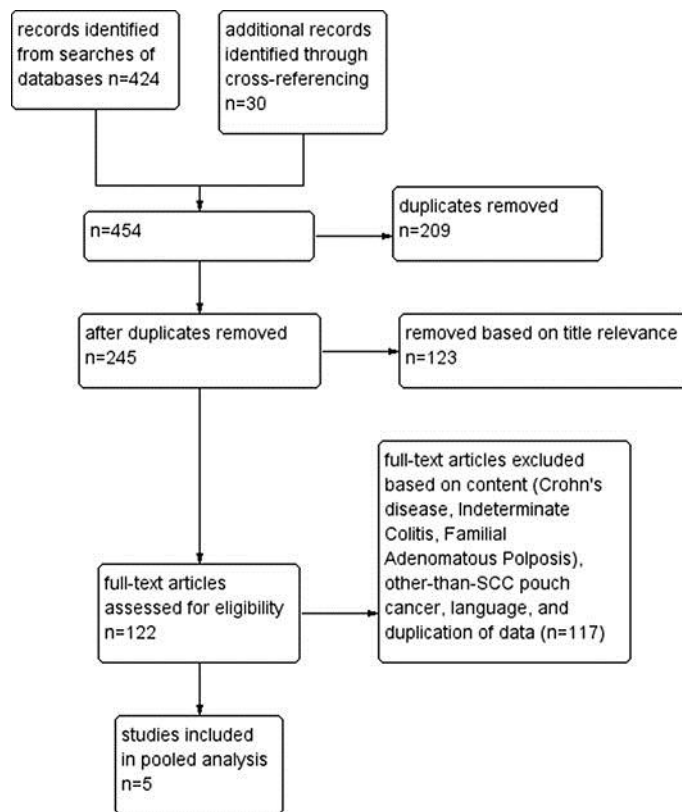 records identified
from searches of
databases n=424
additional records
identified through
cross-referencing
n=30
n=454
duplicates removed
n=209
after duplicates removed
n=245
removed based on title relevance
n=123
full-text articles
assessed for eligibility
n=122
full-text articles excluded
based on content (Crohn's
disease, Indeterminate
Colitis, Familial
Adenomatous Polposis),
other-than-SCC pouch
cancer, language, and
duplication of data (n=117)
studies included
in pooled analysis
n=5